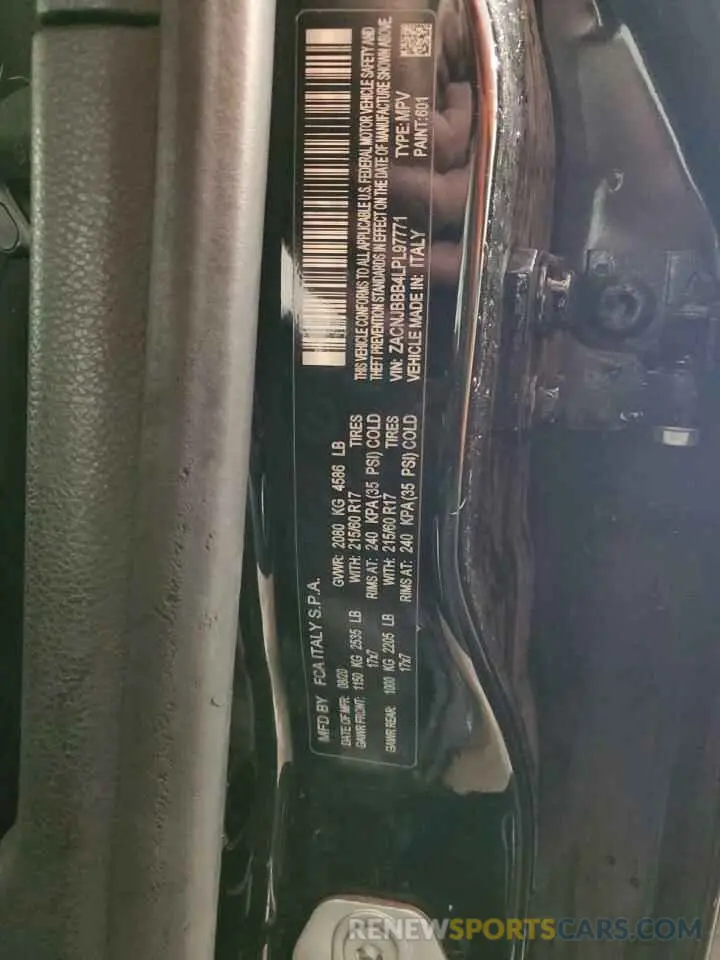 MFD BY FCA ITALY S.P.A.
DATE OF MFR: 08/20 GVWR: 2080 KG 4586 LB
GAWR FRONT: 1150 KG 2535 LB WITH: 215/60 R17 TIRES
17x7 RIMS AT: 240 KPA(35 PSI) COLD
GAWR REAR: 1000 KG 2205 LB WITH: 215/60 R17 TIRES
17x7 RIMS AT: 240 KPA(35 PSI) COLD
THIS VEHICLE CONFORMS TO ALL APPLICABLE U.S. FEDERAL MOTOR VEHICLE SAFETY AND
THEFT PREVENTION STANDARDS IN EFFECT ON THE DATE OF MANUFACTURE SHOWN ABOVE.
VIN: ZACNJBBB4LPL97771 TYPE: MPV
VEHICLE MADE IN: ITALY PAINT: 601
RENEWSPORTSCARS.COM